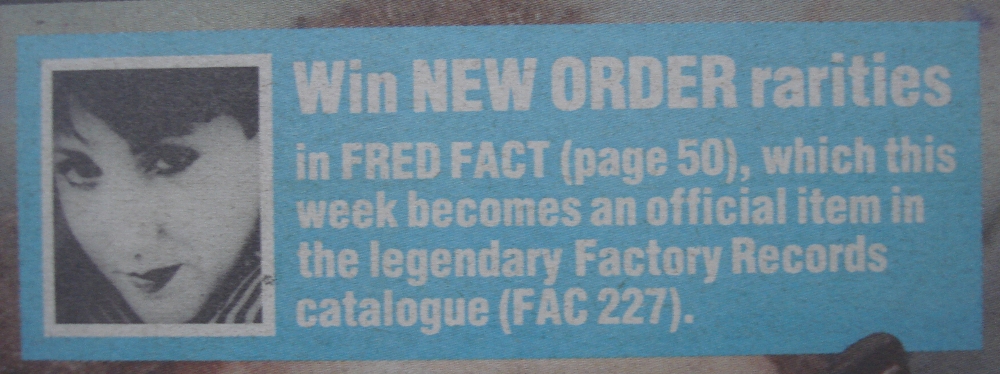 Win NEW ORDER rarities
in FRED FACT (page 50), which this
week becomes an official item in
the legendary Factory Records
catalogue (FAC 227).